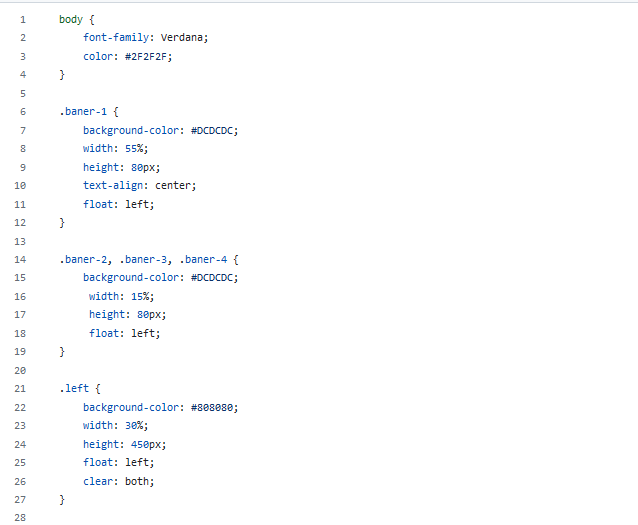 1 body {
2 font-family: Verdana;
3 color: #2F2F2F;
4 }
5
6 .baner-1 {
7 background-color: #DCDCDC;
8 width: 55%;
9 height: 80px;
10 text-align: center;
11 float: left;
12 }
13
14 .baner-2, .baner-3, .baner-4 {
15 background-color: #DCDCDC;
16 width: 15%;
17 height: 80px;
18 float: left;
19 }
20
21 .left {
22 background-color: #808080;
23 width: 30%;
24 height: 450px;
25 float: left;
26 clear: both;
27 }
28